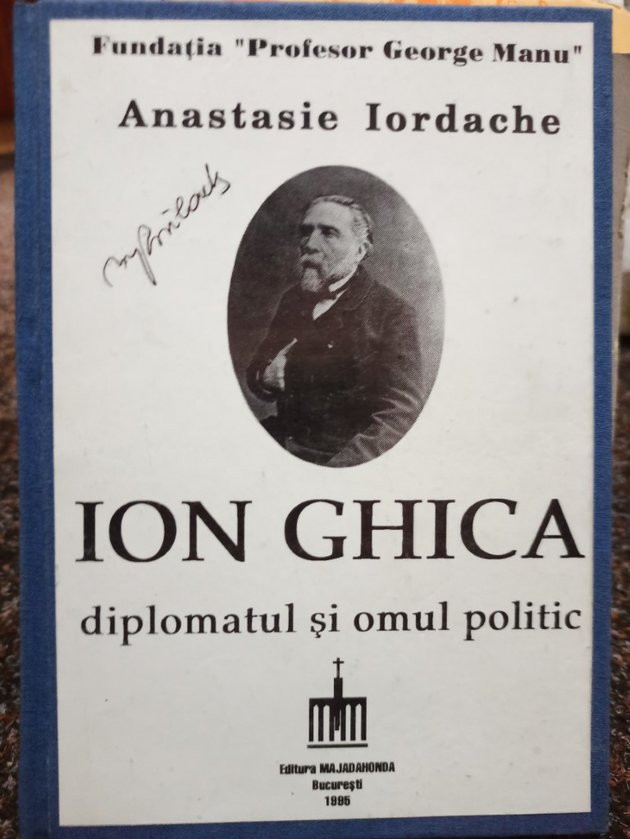 Fundația "Profesor George Manu"
Anastasie Iordache
ION GHICA
diplomatul și omul politic
Editura MAJADAHONDA
București
1995